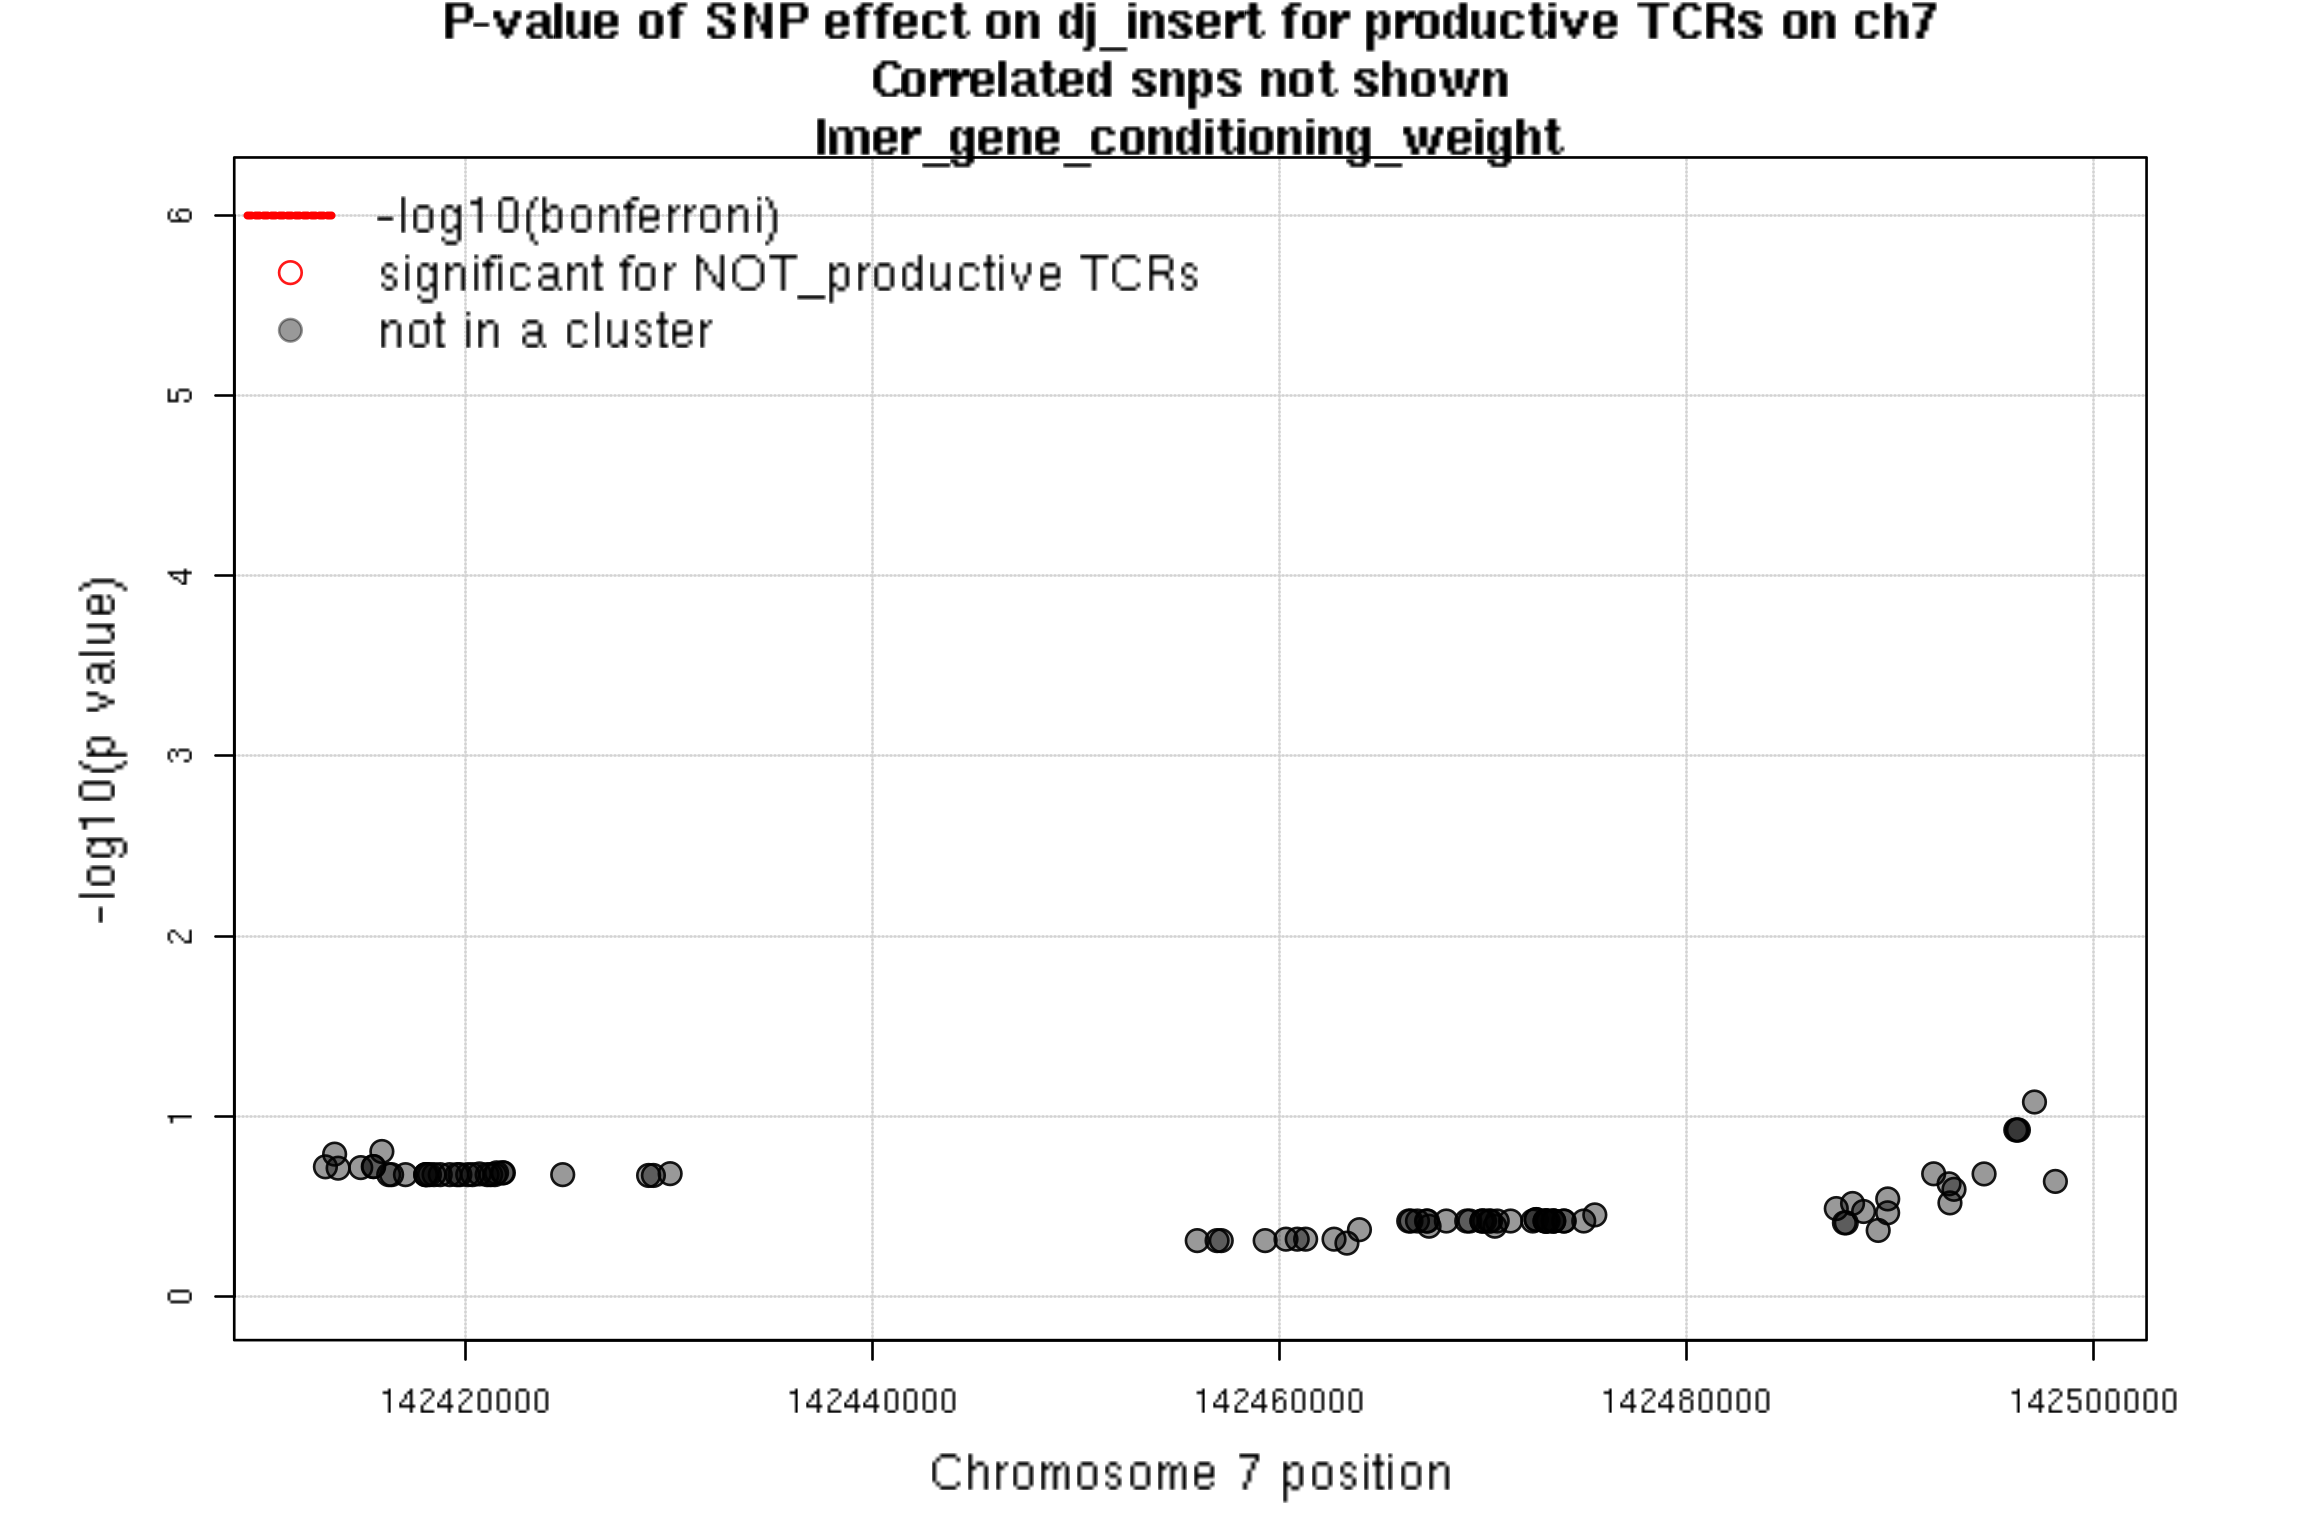 P-value of SNP effect on dj_insert for productive TCRs on ch7
Correlated snps not shown
lmer_gene_conditioning_weight
-log10(bonferroni)
significant for NOT_productive TCRs
not in a cluster
6
5
4
3
2
1
0
-log10(p value)
142420000 142440000 142460000 142480000 142500000
Chromosome 7 position